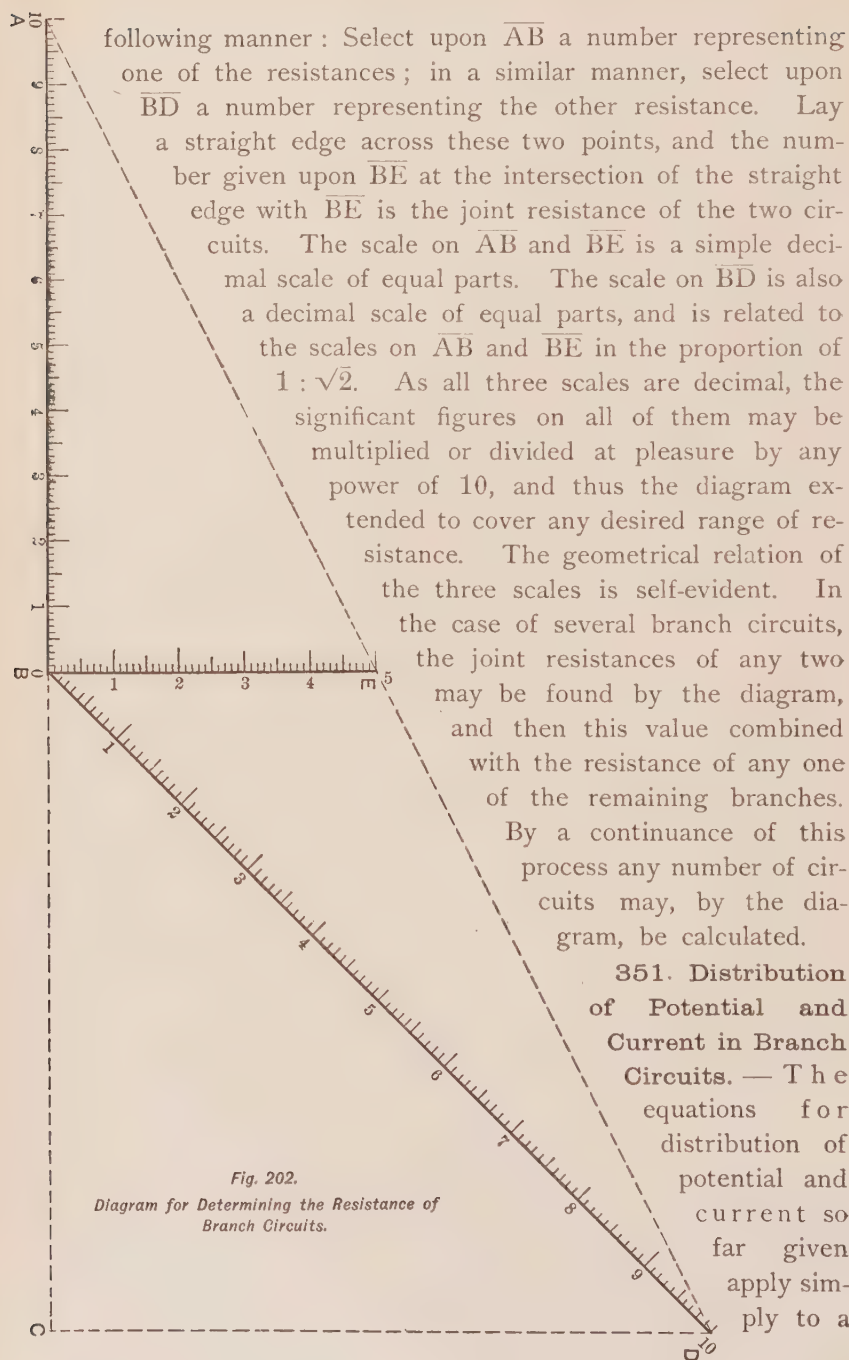 following manner : Select upon AB a number representing
one of the resistances ; in a similar manner, select upon
BD a number representing the other resistance. Lay
a straight edge across these two points, and the num-
ber given upon BE at the intersection of the straight
edge with BE is the joint resistance of the two cir-
cuits. The scale on AB and BE is a simple deci-
mal scale of equal parts. The scale on BD is also
a decimal scale of equal parts, and is related to
the scales on AB and BE in the proportion of
1 : √2. As all three scales are decimal, the
significant figures on all of them may be
multiplied or divided at pleasure by any
power of 10, and thus the diagram ex-
tended to cover any desired range of re-
sistance. The geometrical relation of
the three scales is self-evident. In
the case of several branch circuits,
the joint resistances of any two
may be found by the diagram,
and then this value combined
with the resistance of any one
of the remaining branches.
By a continuance of this
process any number of cir-
cuits may, by the dia-
gram, be calculated.
351. Distribution
of Potential and
Current in Branch
Circuits. — The
equations for
distribution of
potential and
current so
far given
apply sim-
ply to a
A
10
9
8
7
6
5
4
3
2
1
0
B
1 2 3 4 5
E
1
2
3
4
5
6
7
8
9
10
D
C
Fig. 202.
Diagram for Determining the Resistance of
Branch Circuits.